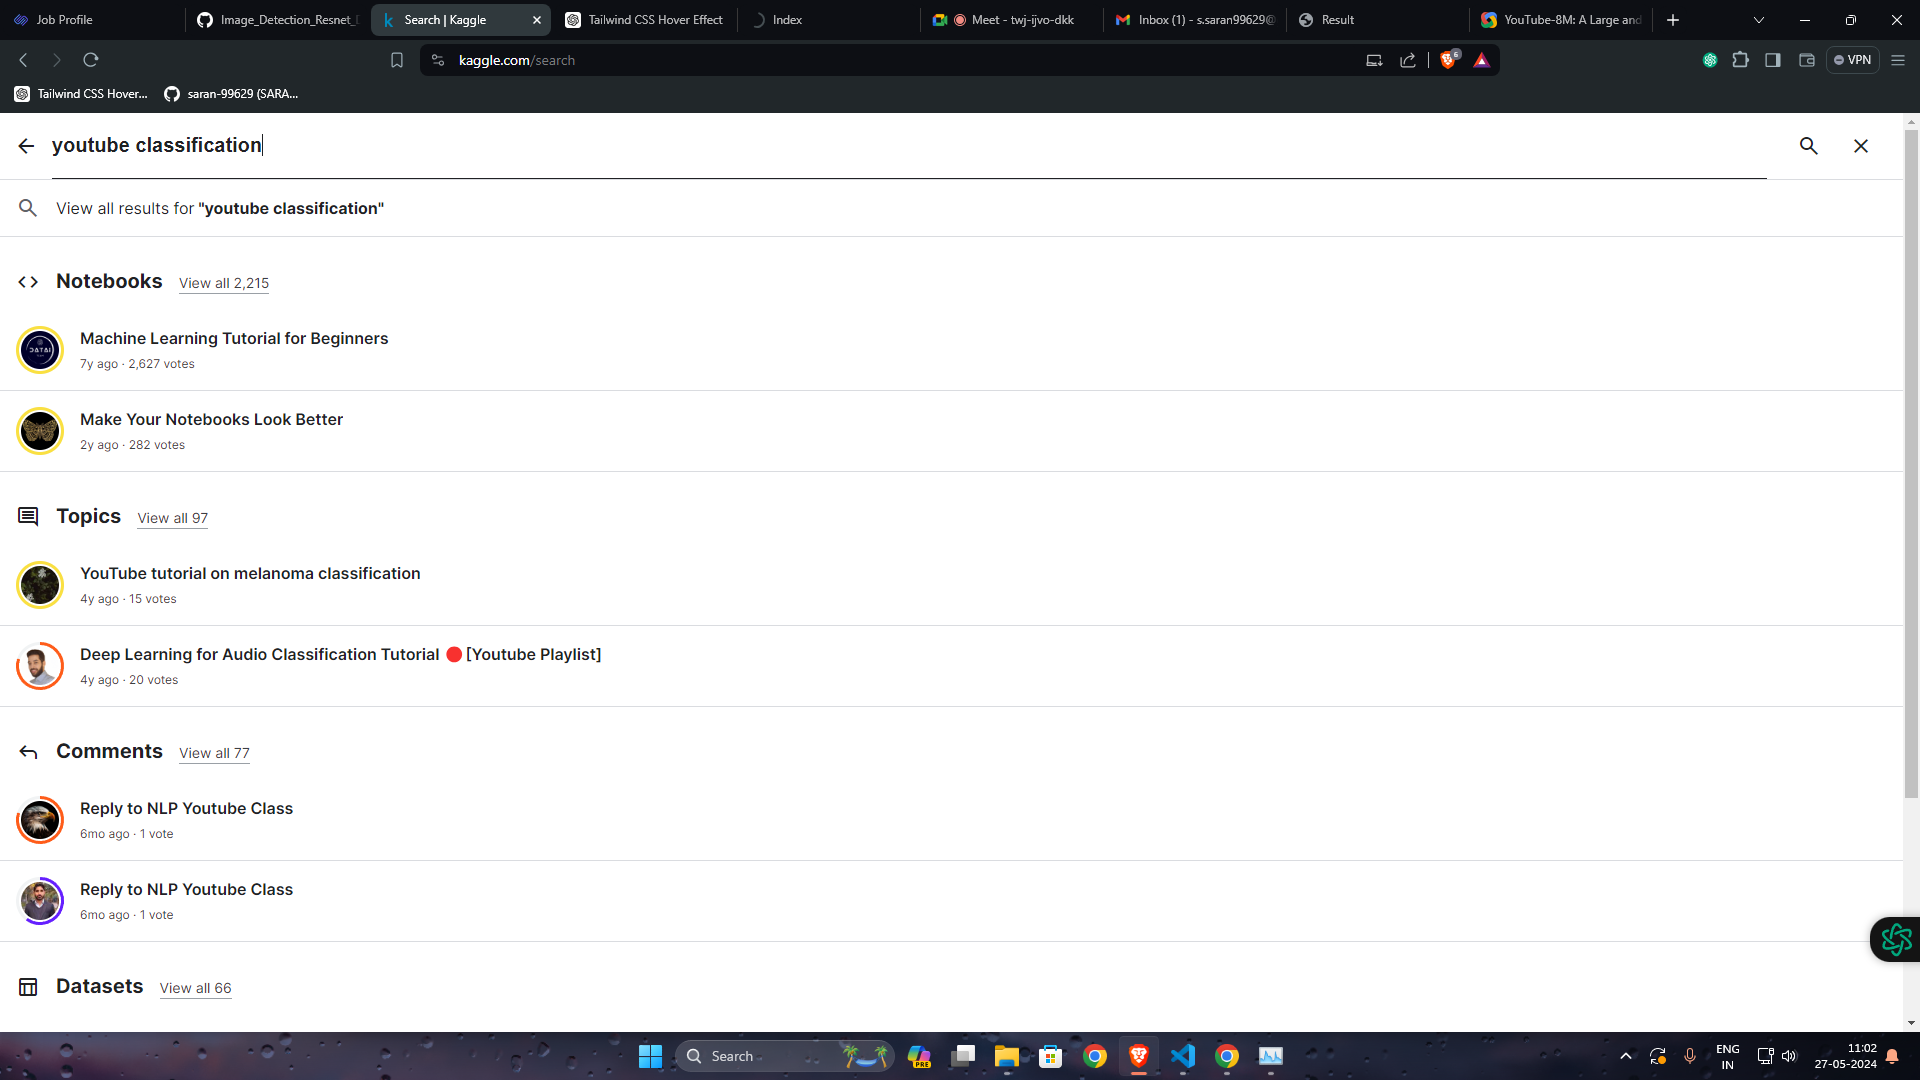 Job Profile
Image_Detection_Resnet_
Search | Kaggle
Tailwind CSS Hover Effect
Index
Meet - twj-ijvo-dkk
Inbox (1) - s.saran99629@
Result
YouTube-8M: A Large and
kaggle.com/search
6
VPN
Tailwind CSS Hover...
saran-99629 (SARA...
youtube classification
View all results for "youtube classification"
Notebooks View all 2,215
DATAI
Machine Learning Tutorial for Beginners
7y ago · 2,627 votes
Make Your Notebooks Look Better
2y ago · 282 votes
Topics View all 97
YouTube tutorial on melanoma classification
4y ago · 15 votes
Deep Learning for Audio Classification Tutorial 🔴[Youtube Playlist]
4y ago · 20 votes
Comments View all 77
Reply to NLP Youtube Class
6mo ago · 1 vote
Reply to NLP Youtube Class
6mo ago · 1 vote
Datasets View all 66
Search
PRE
ENG
IN
11:02
27-05-2024